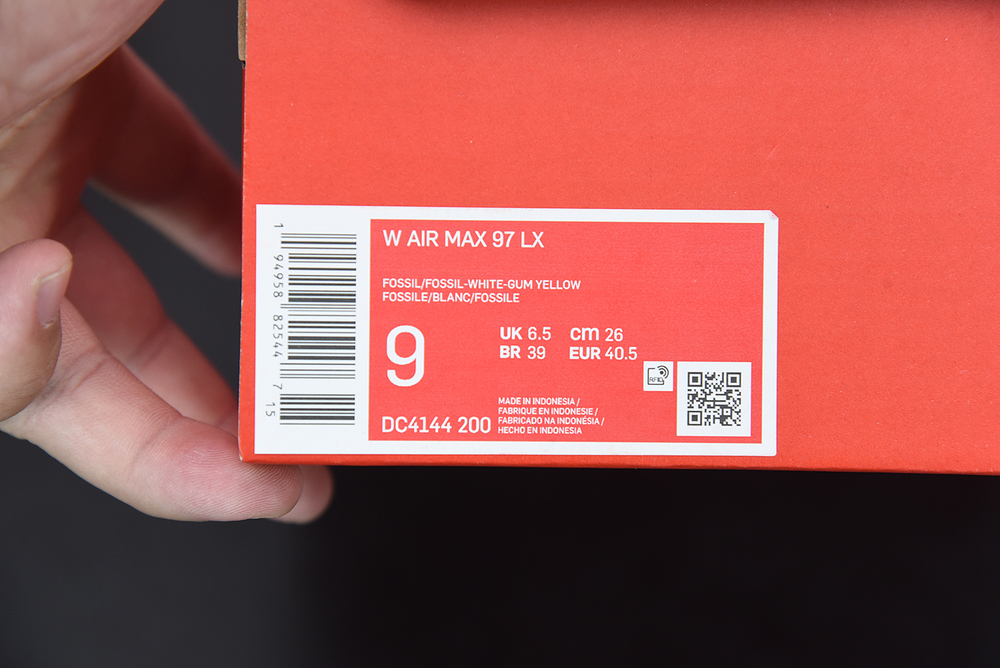 W AIR MAX 97 LX
FOSSIL/FOSSIL-WHITE-GUM YELLOW
FOSSILE/BLANC/FOSSILE
9
UK 6.5 cm 26
BR 39 EUR 40.5
RFID
DC4144 200
MADE IN INDONESIA /
FABRIQUE EN INDONESIE /
FABRICADO NA INDONÉSIA /
HECHO EN INDONESIA
1 94958 82544 7 15